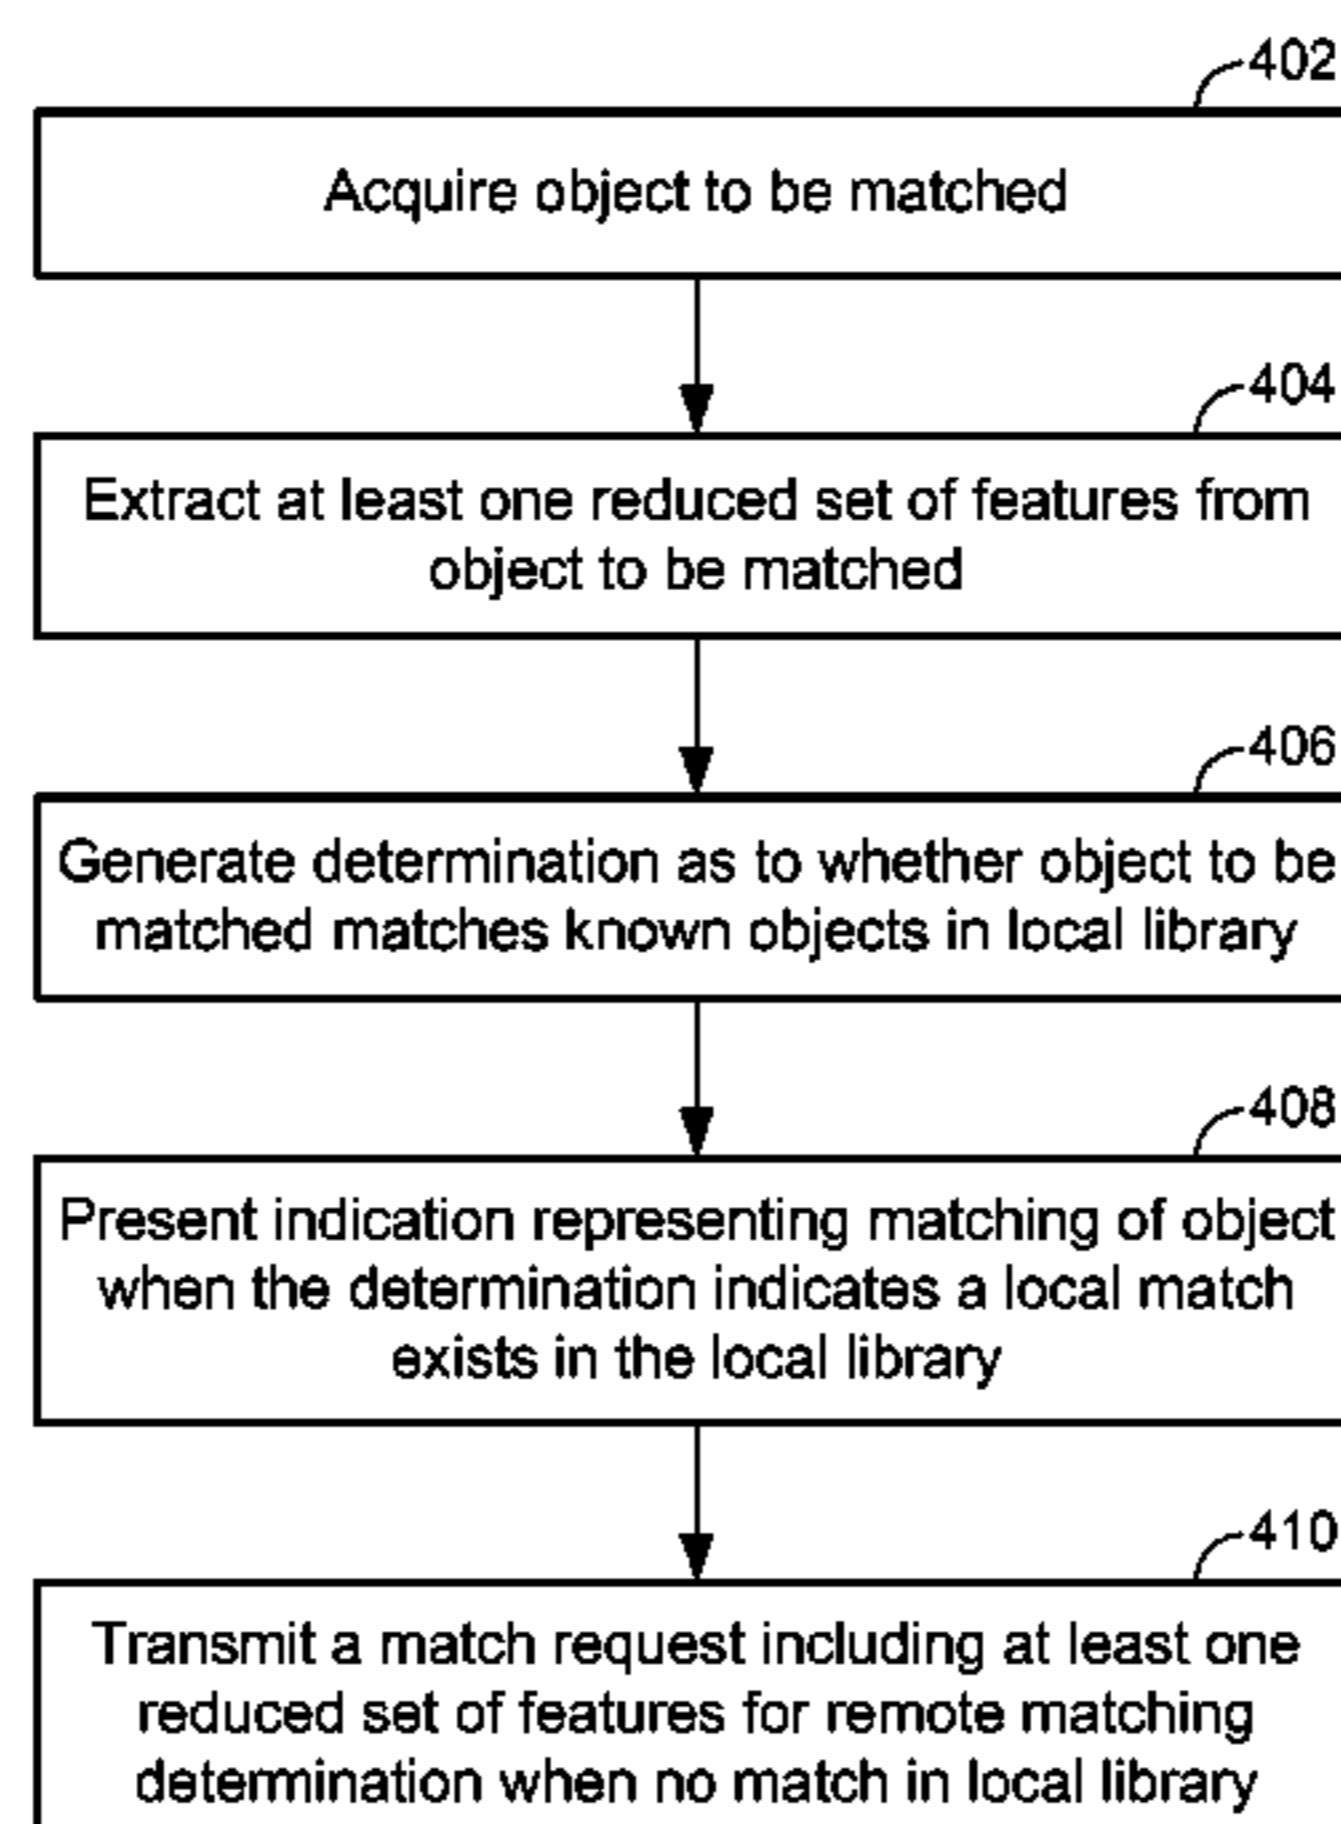 402
Acquire object to be matched
404
Extract at least one reduced set of features from
object to be matched
406
Generate determination as to whether object to be
matched matches known objects in local library
408
Present indication representing matching of object
when the determination indicates a local match
exists in the local library
410
Transmit a match request including at least one
reduced set of features for remote matching
determination when no match in local library